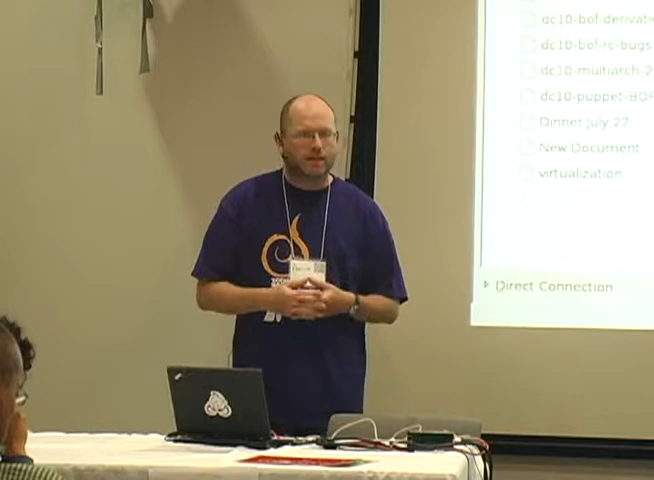 dc10-bof-derivati
dc10-bof-rc-bugs
dc10-multiarch-2
dc10-puppet-BOF
Dinner July 27
New Document
virtualization
Direct Connection